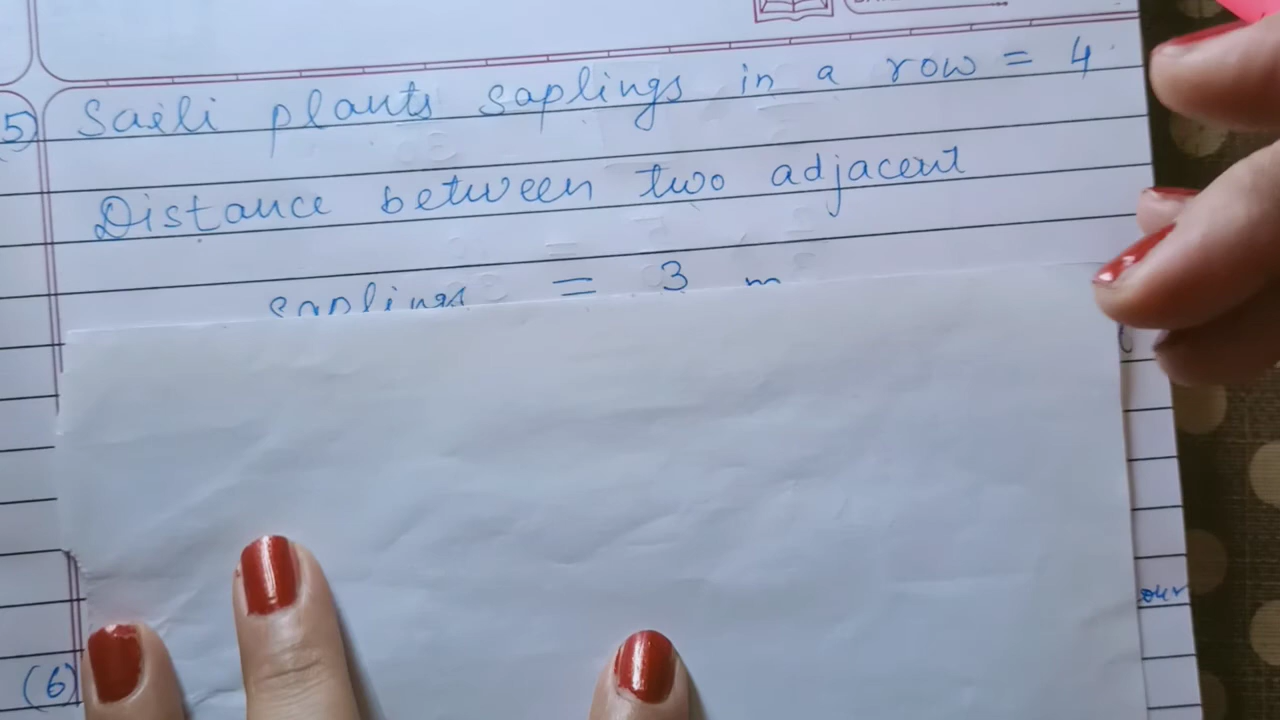 (5) Saili plants saplings in a row = 4.
Distance between two adjacent
saplings = 3 m
(6)